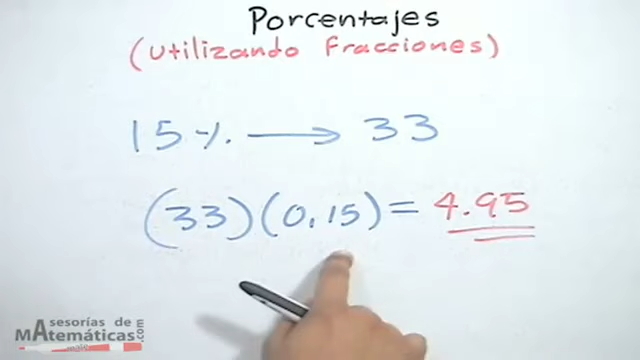 Porcentajes
(utilizando fracciones)
15% → 33
(33)(0.15) = 4.95
Asesorías de
Matemáticas.com